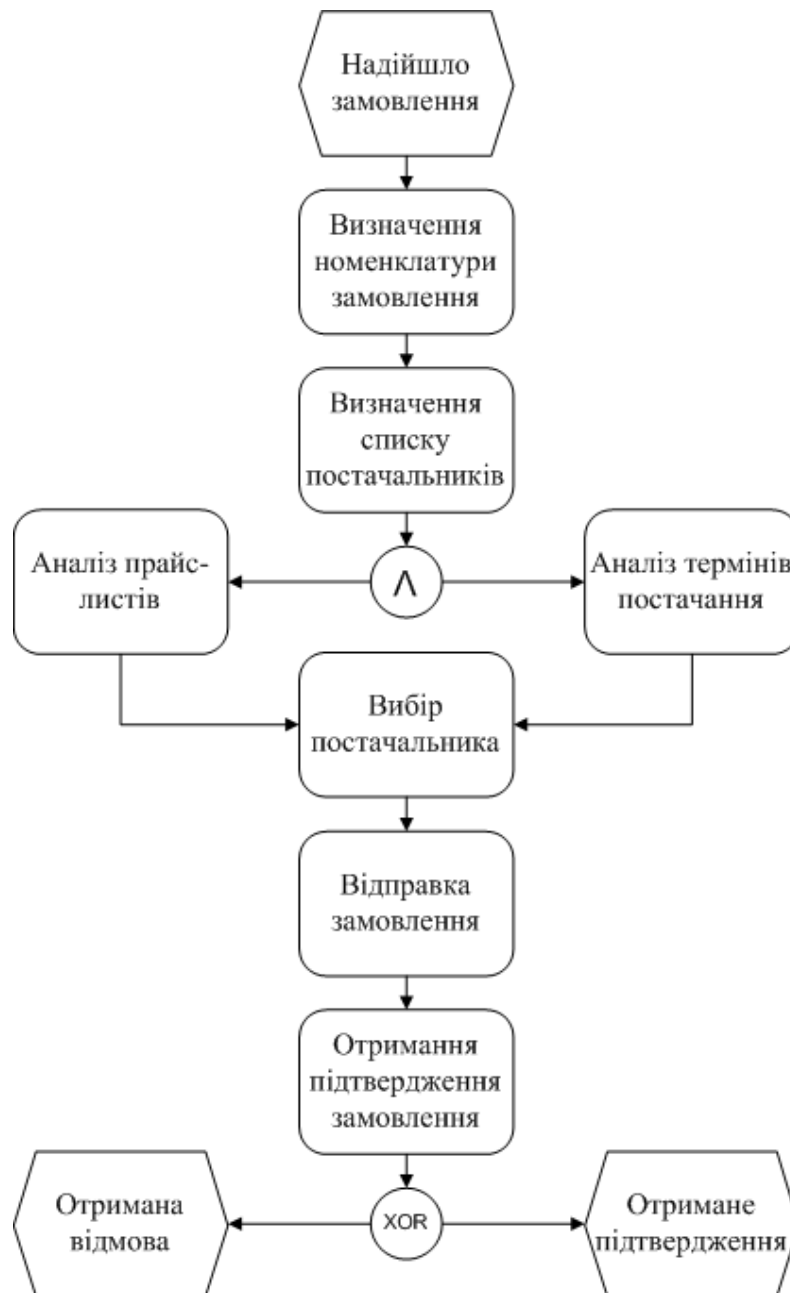 Надійшло
замовлення
Визначення
номенклатури
замовлення
Визначення
списку
постачальників
Аналіз прайс-
листів
Λ
Аналіз термінів
постачання
Вибір
постачальника
Відправка
замовлення
Отримання
підтвердження
замовлення
Отримана
відмова
XOR
Отримане
підтвердження